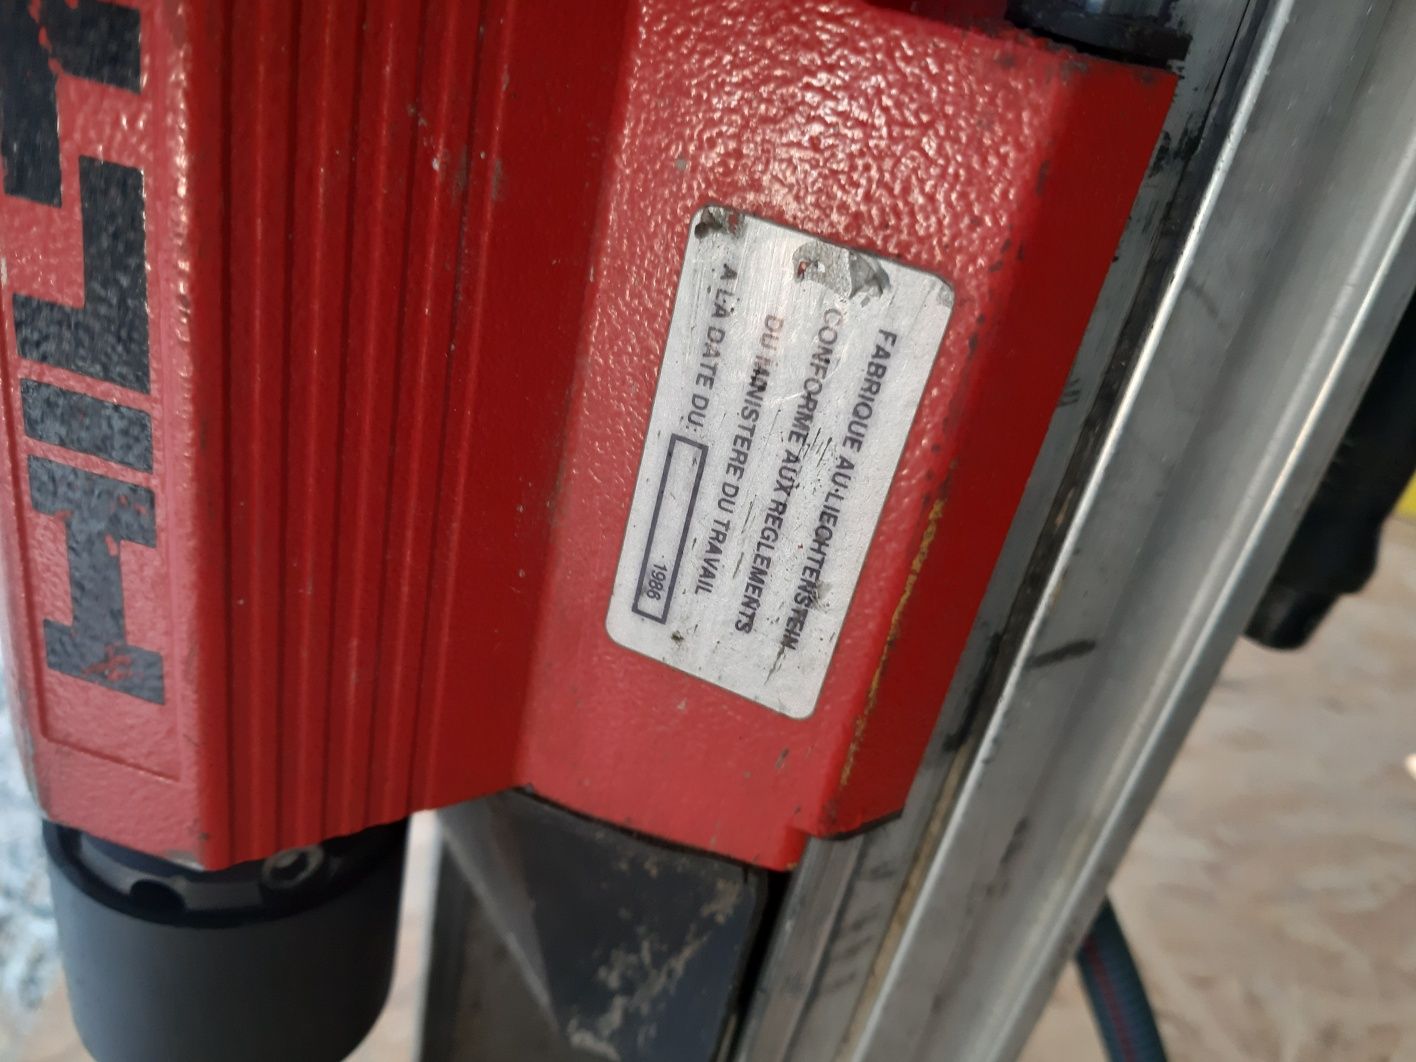 HILTI
FABRIQUE AU LIECHTENSTEIN
CONFORME AUX REGLEMENTS
DU MINISTERE DU TRAVAIL
A LA DATE DU:
1986